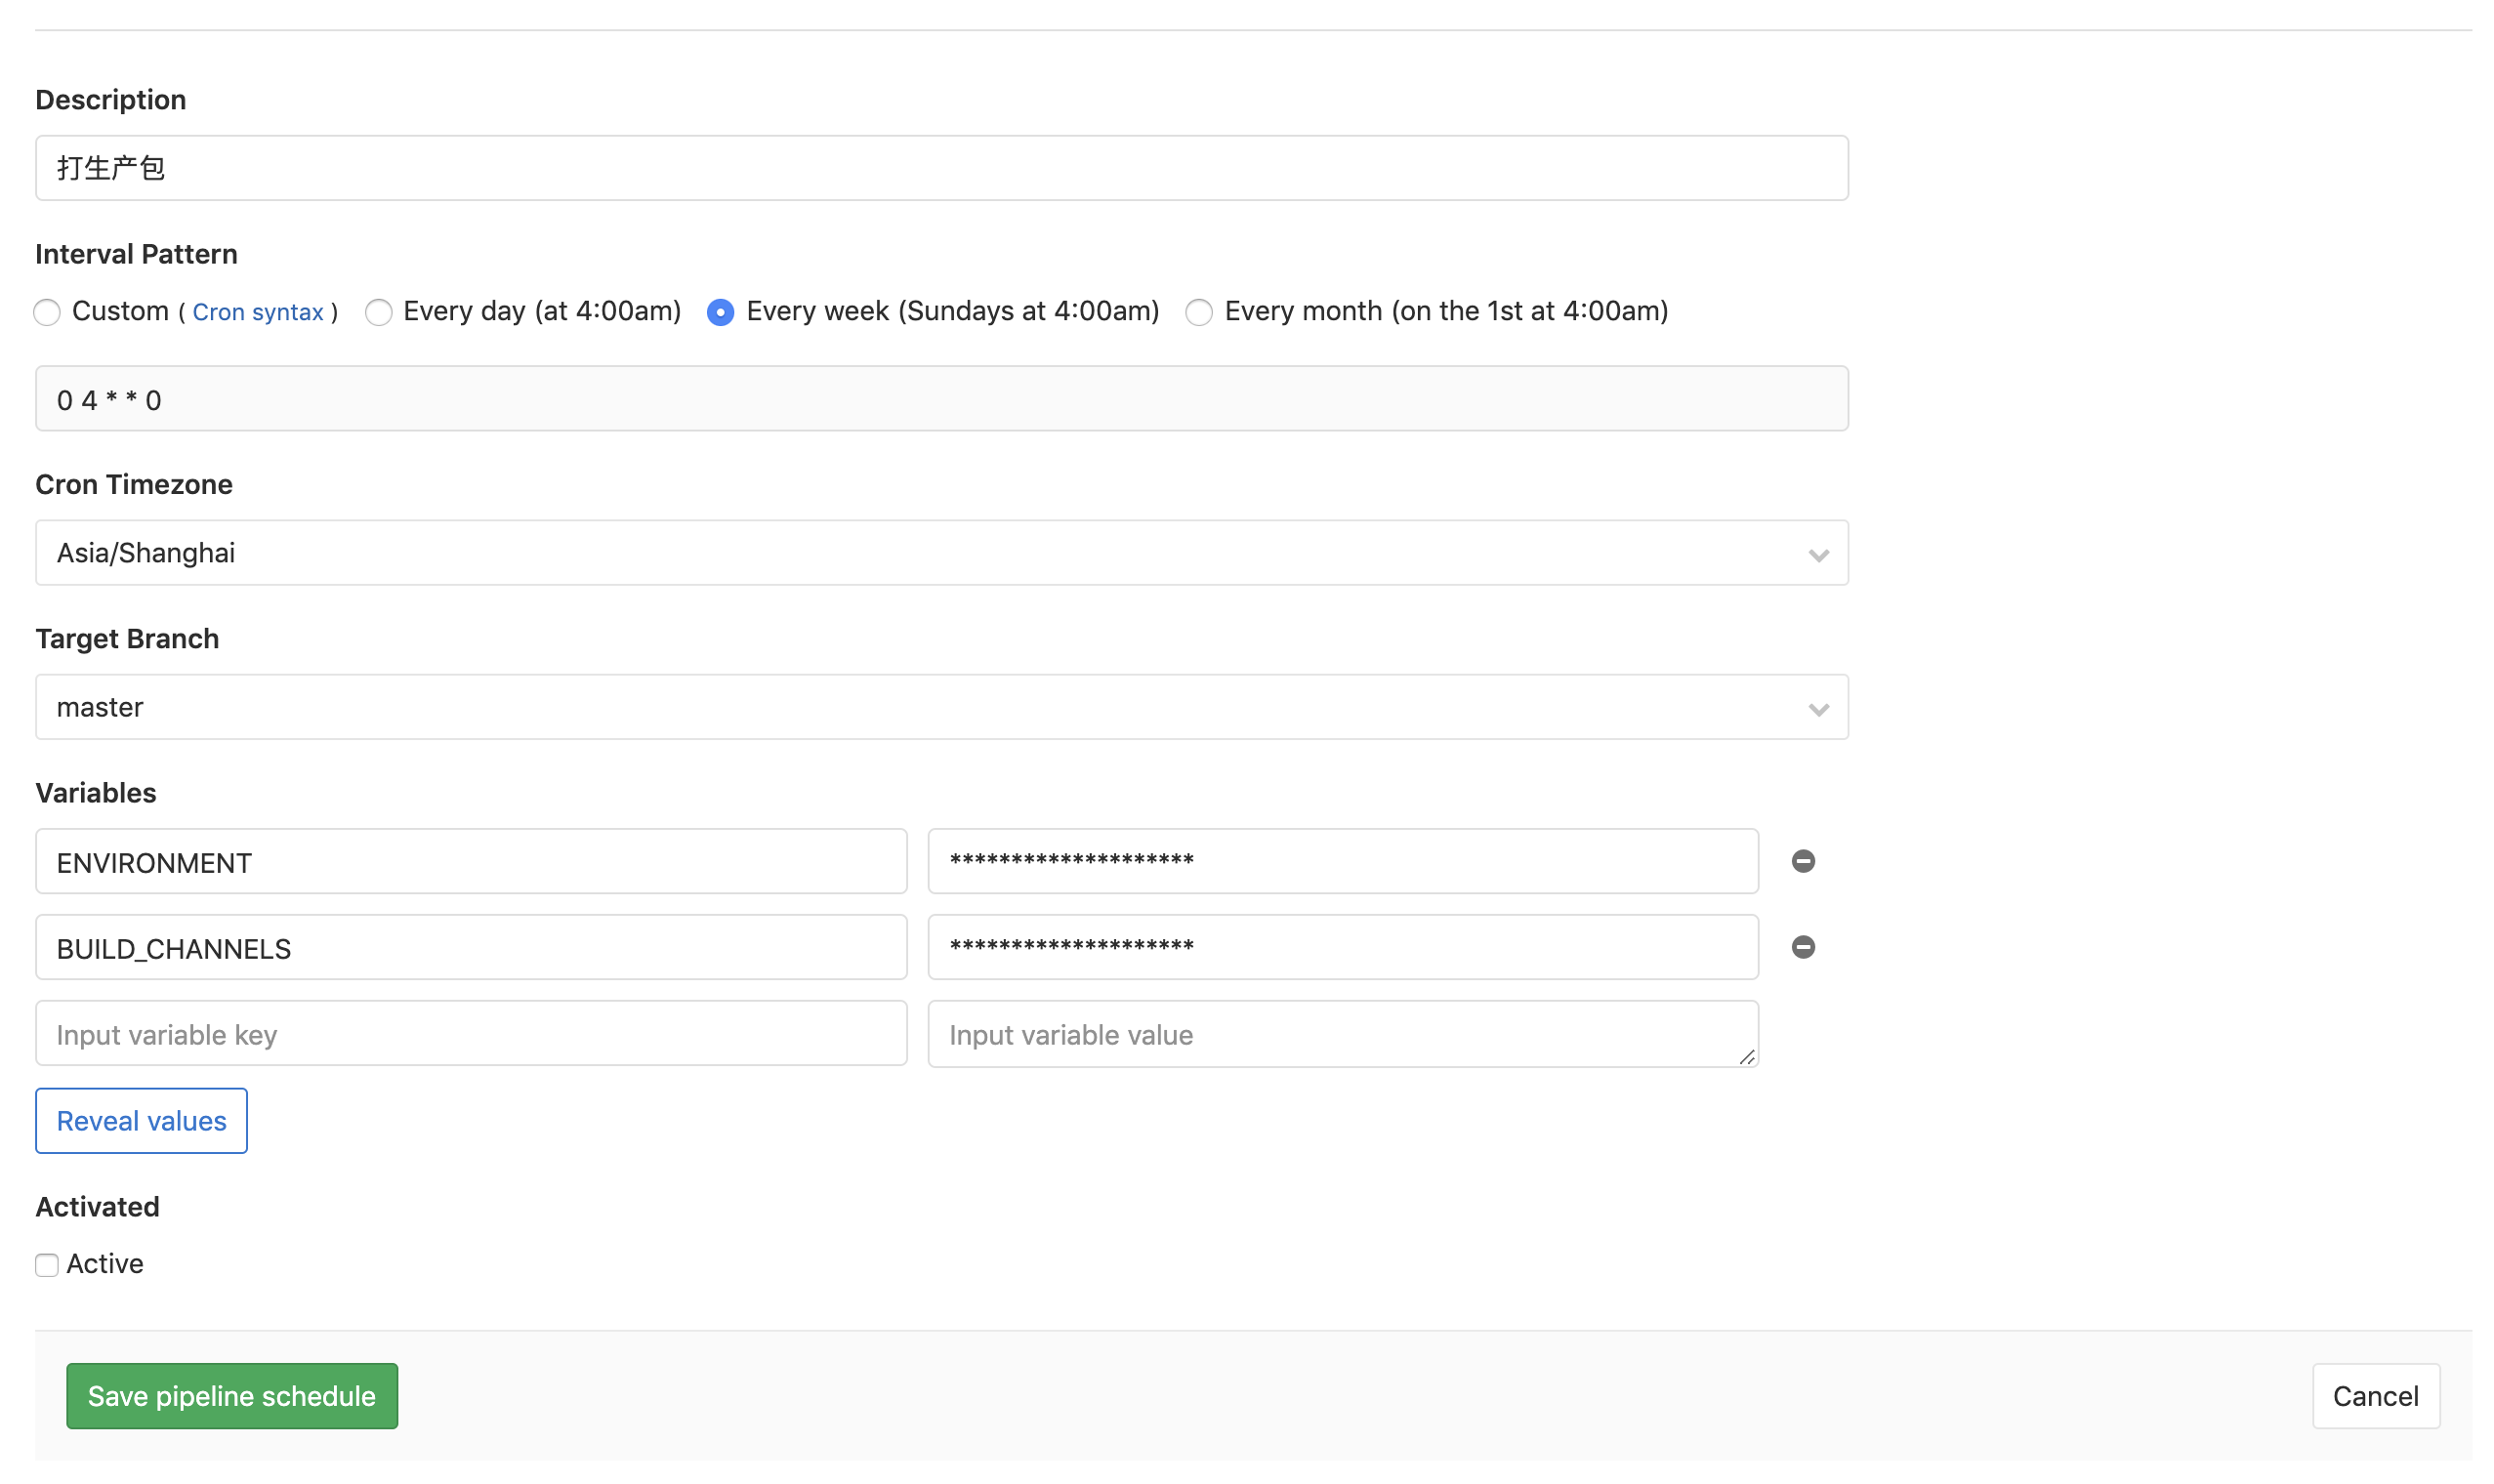 Description
打生产包
Interval Pattern
Custom ( Cron syntax ) Every day (at 4:00am) Every week (Sundays at 4:00am) Every month (on the 1st at 4:00am)
0 4 * * 0
Cron Timezone
Asia/Shanghai
Target Branch
master
Variables
ENVIRONMENT ********************
BUILD_CHANNELS ********************
Input variable key Input variable value
Reveal values
Activated
Active
Save pipeline schedule Cancel